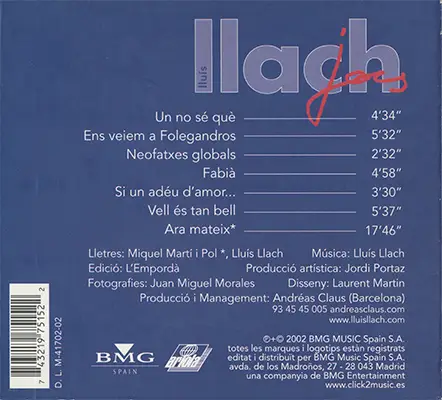 lluís
llach
jocs
Un no sé què 4'34"
Ens veiem a Folegandros 5'32"
Neofatxes globals 2'32"
Fabià 4'58"
Si un adéu d'amor... 3'30"
Vell és tan bell 5'37"
Ara mateix* 17'46"
Lletres: Miquel Martí i Pol *, Lluís Llach Música: Lluís Llach
Edició: L'Empordà Producció artística: Jordi Portaz
Fotografies: Juan Miguel Morales Disseny: Laurent Martin
Producció i Management: Andréas Claus (Barcelona)
93 45 45 005 andreasclaus.com
www.lluisllach.com
℗+© 2002 BMG MUSIC Spain S.A.
totes les marques i logotips estàn registrats
editat i distribuït per BMG Music Spain S.A.
avda. de los Madroños, 27 - 28 043 Madrid
una companyia de BMG Entertainment
www.click2music.es
BMG
SPAIN
ariola
7 43219 75152 2
D. L. M-41702-02